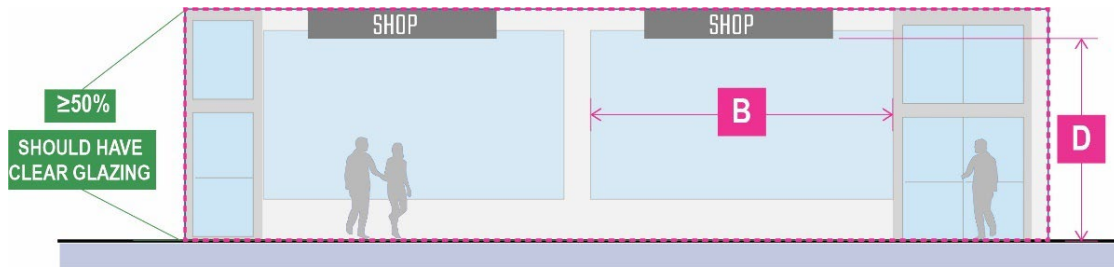 SHOP
SHOP
≥50%
SHOULD HAVE
CLEAR GLAZING
B
D